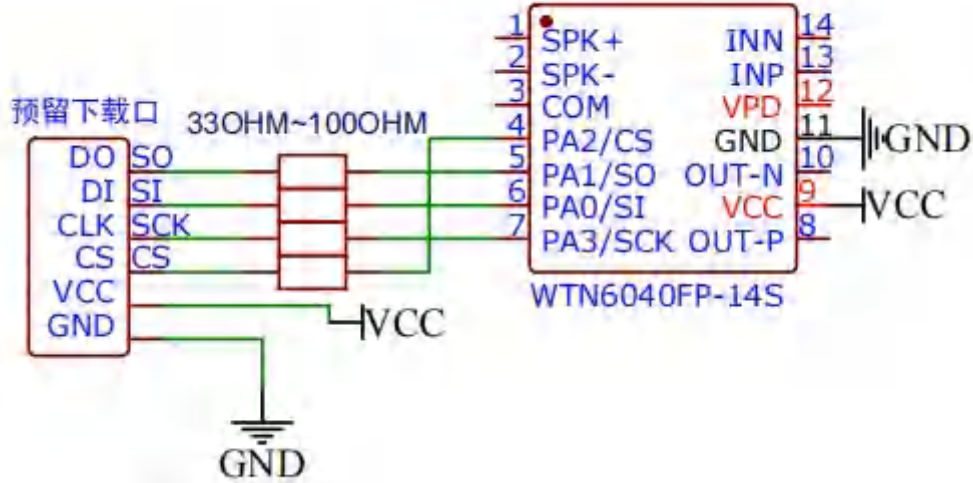 预留下载口
33OHM~100OHM
DO SO
DI SI
CLK SCK
CS CS
VCC
GND
VCC
GND
1 SPK+ INN 14
2 SPK- INP 13
3 COM VPD 12
4 PA2/CS GND 11 GND
5 PA1/SO OUT-N 10
6 PA0/SI VCC 9 VCC
7 PA3/SCK OUT-P 8
WTN6040FP-14S